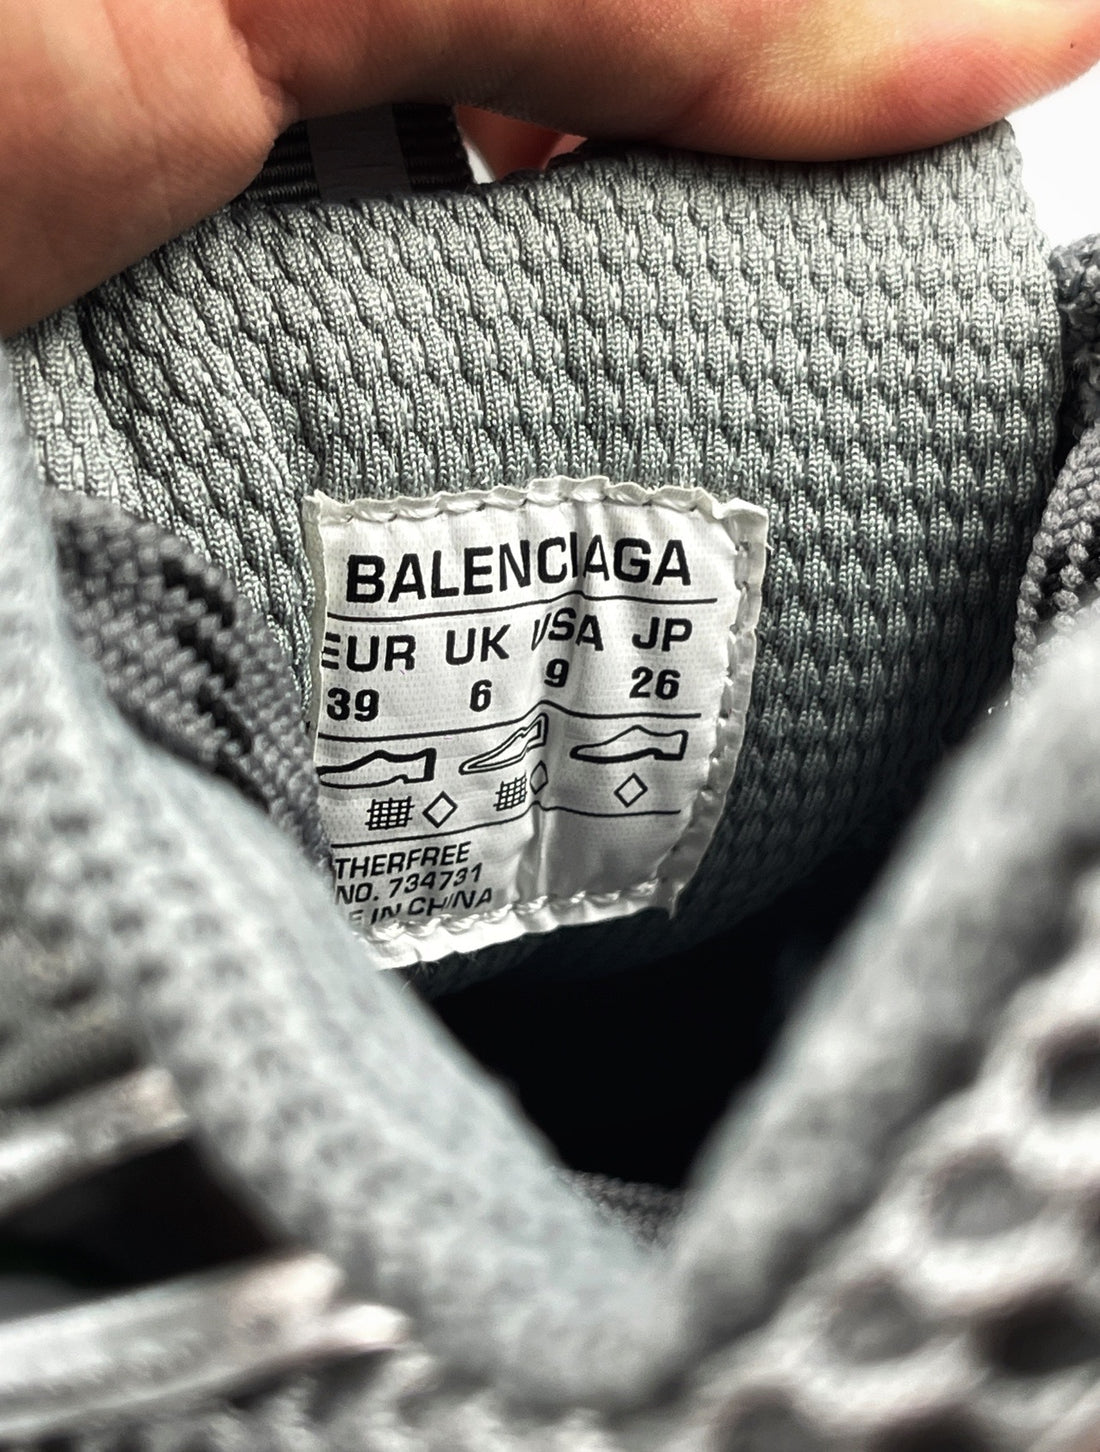 BALENCIAGA
EUR UK USA JP
39 6 9 26
THERFREE
NO. 734731
E IN CHINA